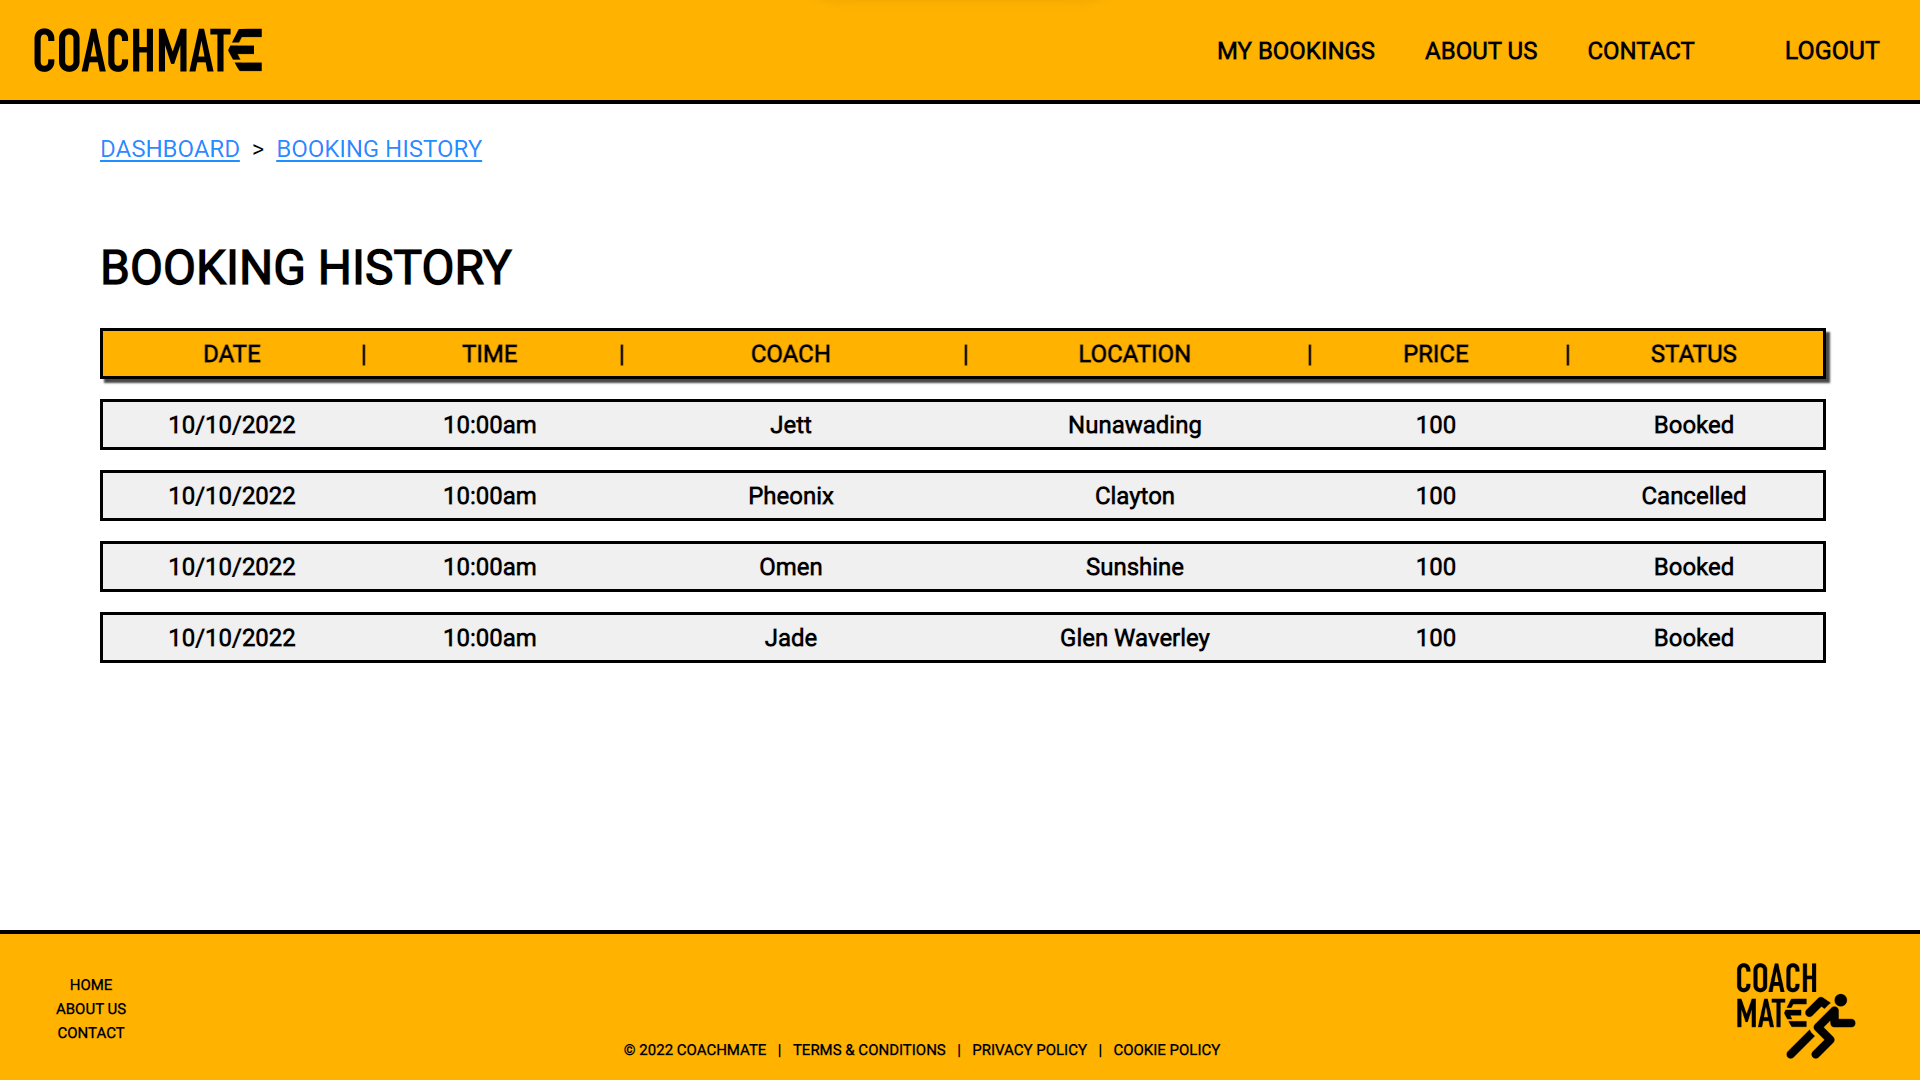 COACHMATE MY BOOKINGS ABOUT US CONTACT LOGOUT
DASHBOARD > BOOKING HISTORY
BOOKING HISTORY
DATE | TIME | COACH | LOCATION | PRICE | STATUS
10/10/2022 10:00am Jett Nunawading 100 Booked
10/10/2022 10:00am Pheonix Clayton 100 Cancelled
10/10/2022 10:00am Omen Sunshine 100 Booked
10/10/2022 10:00am Jade Glen Waverley 100 Booked
HOME
ABOUT US
CONTACT
© 2022 COACHMATE | TERMS & CONDITIONS | PRIVACY POLICY | COOKIE POLICY
COACH
MATE